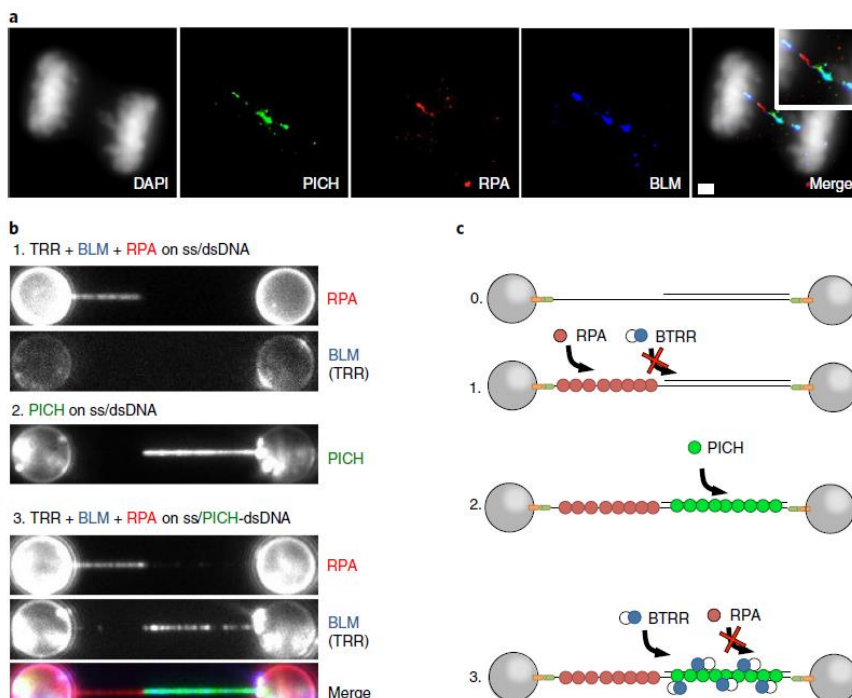 a
DAPI
PICH
RPA
BLM
Merge
b
1. TRR + BLM + RPA on ss/dsDNA
RPA
BLM
(TRR)
2. PICH on ss/dsDNA
PICH
3. TRR + BLM + RPA on ss/PICH-dsDNA
RPA
BLM
(TRR)
Merge
c
0.
RPA
BTRR
1.
PICH
2.
BTRR
RPA
3.